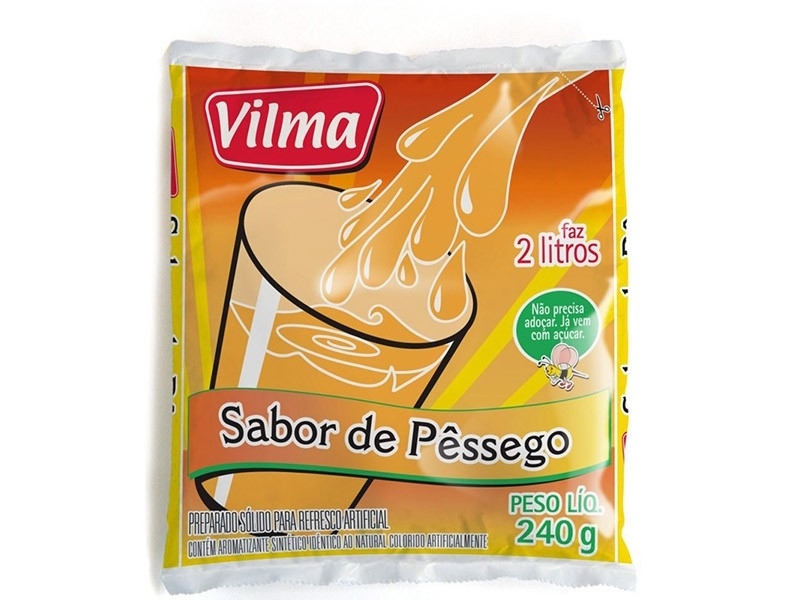 Vilma
faz
2 litros
Não precisa
adoçar. Já vem
com açúcar.
Sabor de Pêssego
PESO LÍQ.
240 g
PREPARADO SÓLIDO PARA REFRESCO ARTIFICIAL
CONTÉM AROMATIZANTE SINTÉTICO IDÊNTICO AO NATURAL COLORIDO ARTIFICIALMENTE